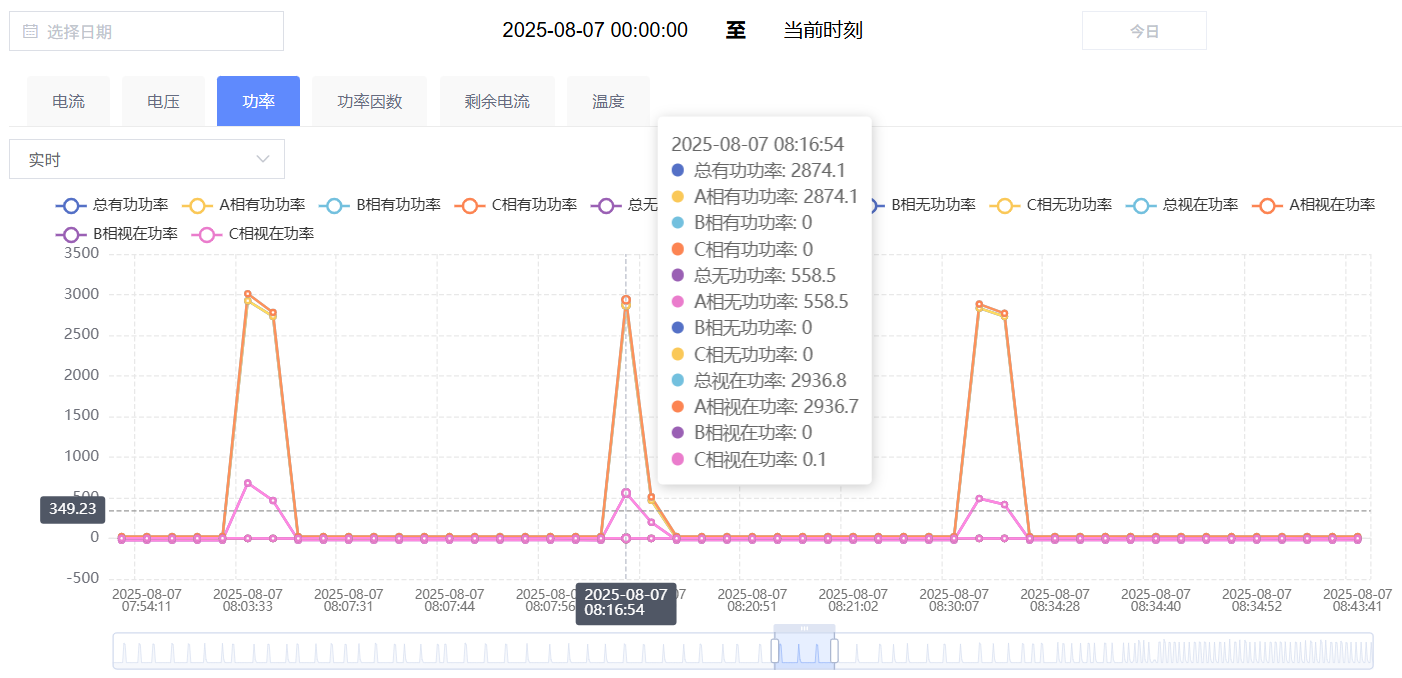 选择日期 2025-08-07 00:00:00 至 当前时刻 今日
电流 电压 功率 功率因数 剩余电流 温度
实时
总有功功率 A相有功功率 B相有功功率 C相有功功率 总无 B相无功功率 C相无功功率 总视在功率 A相视在功率
B相视在功率 C相视在功率
2025-08-07 08:16:54
总有功功率: 2874.1
A相有功功率: 2874.1
B相有功功率: 0
C相有功功率: 0
总无功功率: 558.5
A相无功功率: 558.5
B相无功功率: 0
C相无功功率: 0
总视在功率: 2936.8
A相视在功率: 2936.7
B相视在功率: 0
C相视在功率: 0.1
3500
3000
2500
2000
1500
1000
500
349.23
0
-500
2025-08-07 2025-08-07 2025-08-07 2025-08-07 2025-08-07 2025-08-07 2025-08-07 2025-08-07 2025-08-07 2025-08-07 2025-08-07 2025-08-07
07:54:11 08:03:33 08:07:31 08:07:44 08:07:56 08:16:54 08:20:51 08:21:02 08:30:07 08:34:28 08:34:40 08:34:52 08:43:41